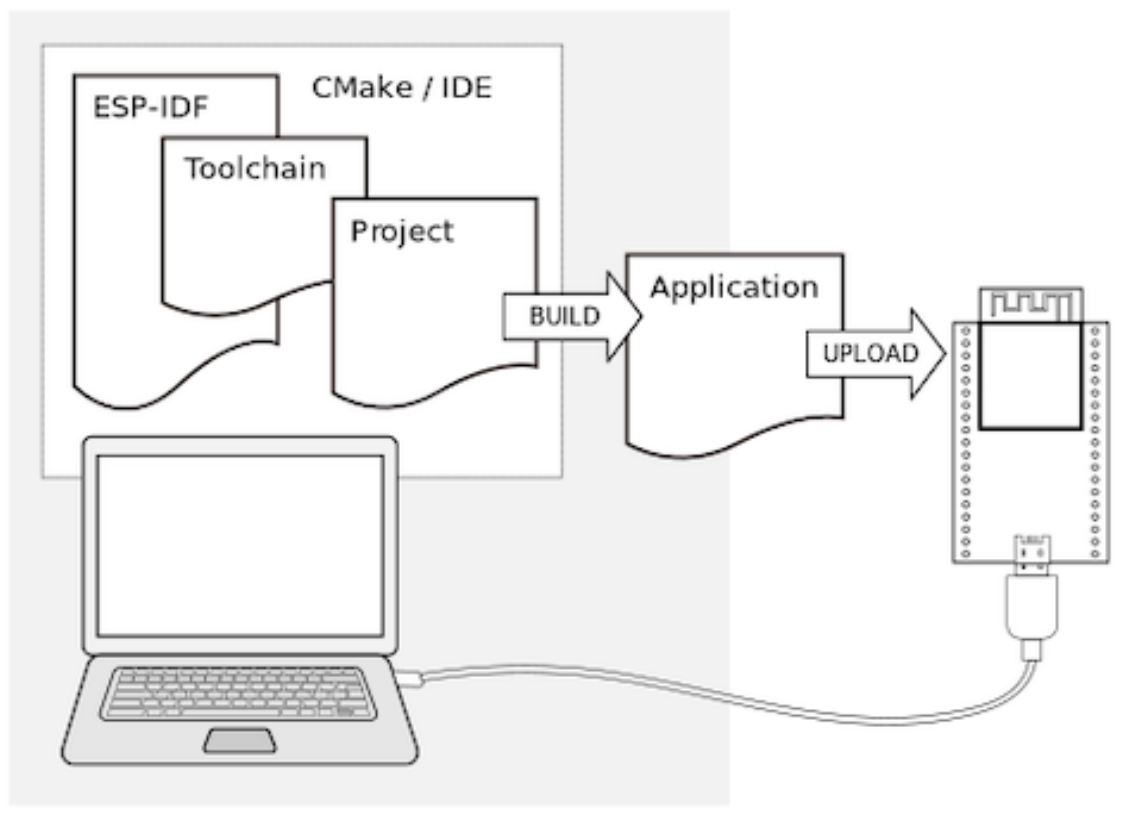 CMake / IDE
ESP-IDF
Toolchain
Project
BUILD
Application
UPLOAD